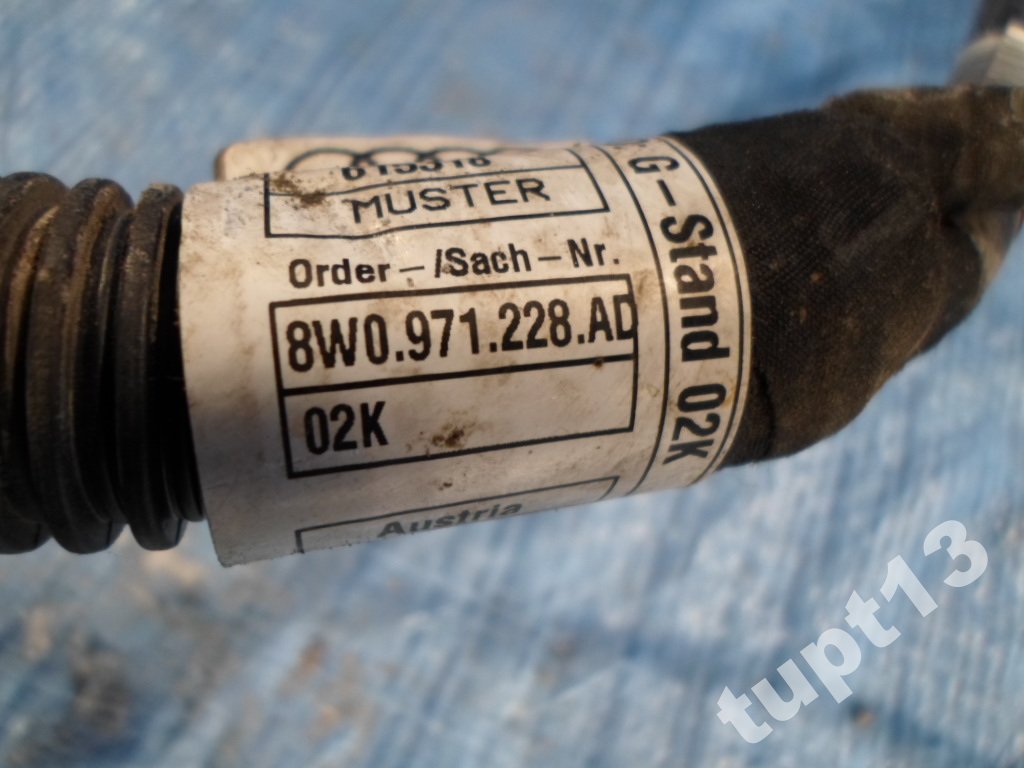 MUSTER
Order-/Sach-Nr.
8W0.971.228.AD
02K
Austria
G-Stand 02K
tupt13